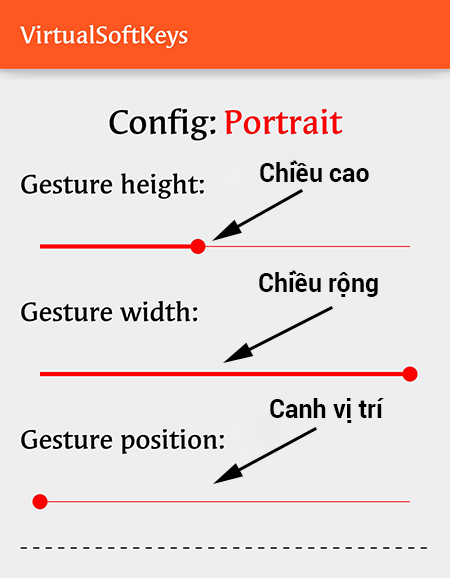 VirtualSoftKeys
Config: Portrait
Chiều cao
Gesture height:
Chiều rộng
Gesture width:
Canh vị trí
Gesture position: